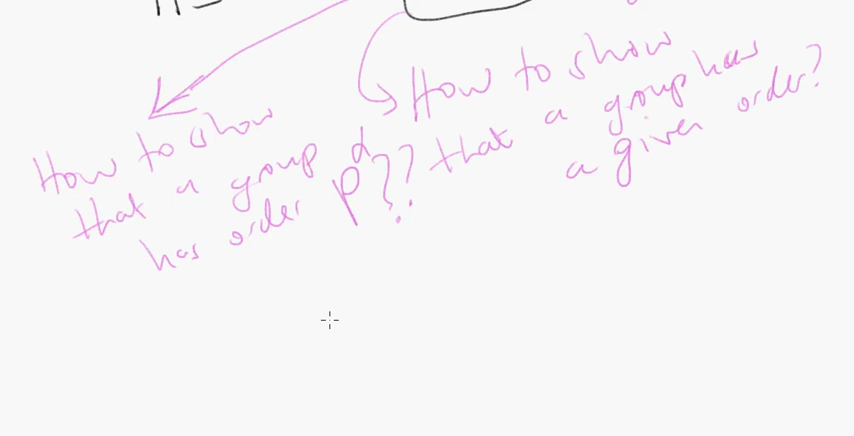 How to show
that a group
has order p^d??
How to show
that a group has
a given order?